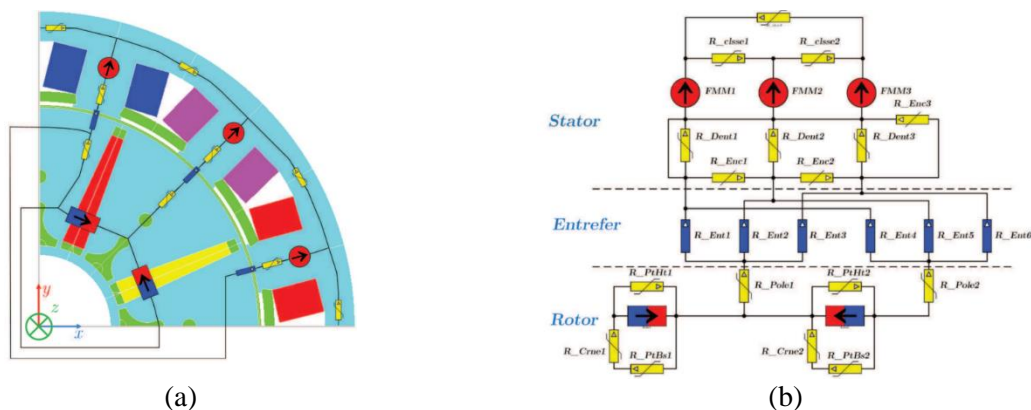 y
z
x
(a)
R_clsse1
R_clsse2
FMM1
FMM2
FMM3
R_Enc3
Stator
R_Dent1
R_Dent2
R_Dent3
R_Enc1
R_Enc2
Entrefer
R_Ent1
R_Ent2
R_Ent3
R_Ent4
R_Ent5
R_Ent6
R_PtHt1
R_PtHt2
R_Pole1
R_Pole2
Rotor
R_Crne1
R_PtBs1
R_Crne2
R_PtBs2
(b)